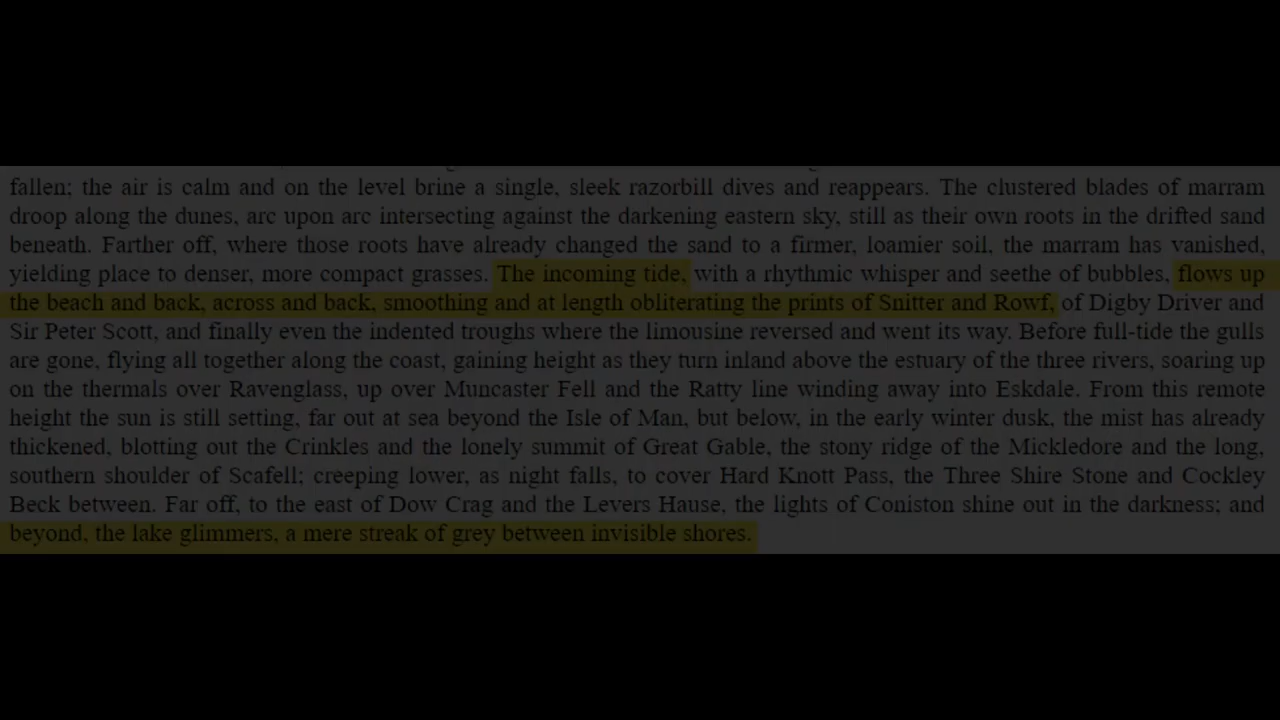 fallen; the air is calm and on the level brine a single, sleek razorbill dives and reappears. The clustered blades of marram
droop along the dunes, arc upon arc intersecting against the darkening eastern sky, still as their own roots in the drifted sand
beneath. Farther off, where those roots have already changed the sand to a firmer, loamier soil, the marram has vanished,
yielding place to denser, more compact grasses. The incoming tide, with a rhythmic whisper and seethe of bubbles, flows up
the beach and back, across and back, smoothing and at length obliterating the prints of Snitter and Rowf, of Digby Driver and
Sir Peter Scott, and finally even the indented troughs where the limousine reversed and went its way. Before full-tide the gulls
are gone, flying all together along the coast, gaining height as they turn inland above the estuary of the three rivers, soaring up
on the thermals over Ravenglass, up over Muncaster Fell and the Ratty line winding away into Eskdale. From this remote
height the sun is still setting, far out at sea beyond the Isle of Man, but below, in the early winter dusk, the mist has already
thickened, blotting out the Crinkles and the lonely summit of Great Gable, the stony ridge of the Mickledore and the long,
southern shoulder of Scafell; creeping lower, as night falls, to cover Hard Knott Pass, the Three Shire Stone and Cockley
Beck between. Far off, to the east of Dow Crag and the Levers Hause, the lights of Coniston shine out in the darkness; and
beyond, the lake glimmers, a mere streak of grey between invisible shores.